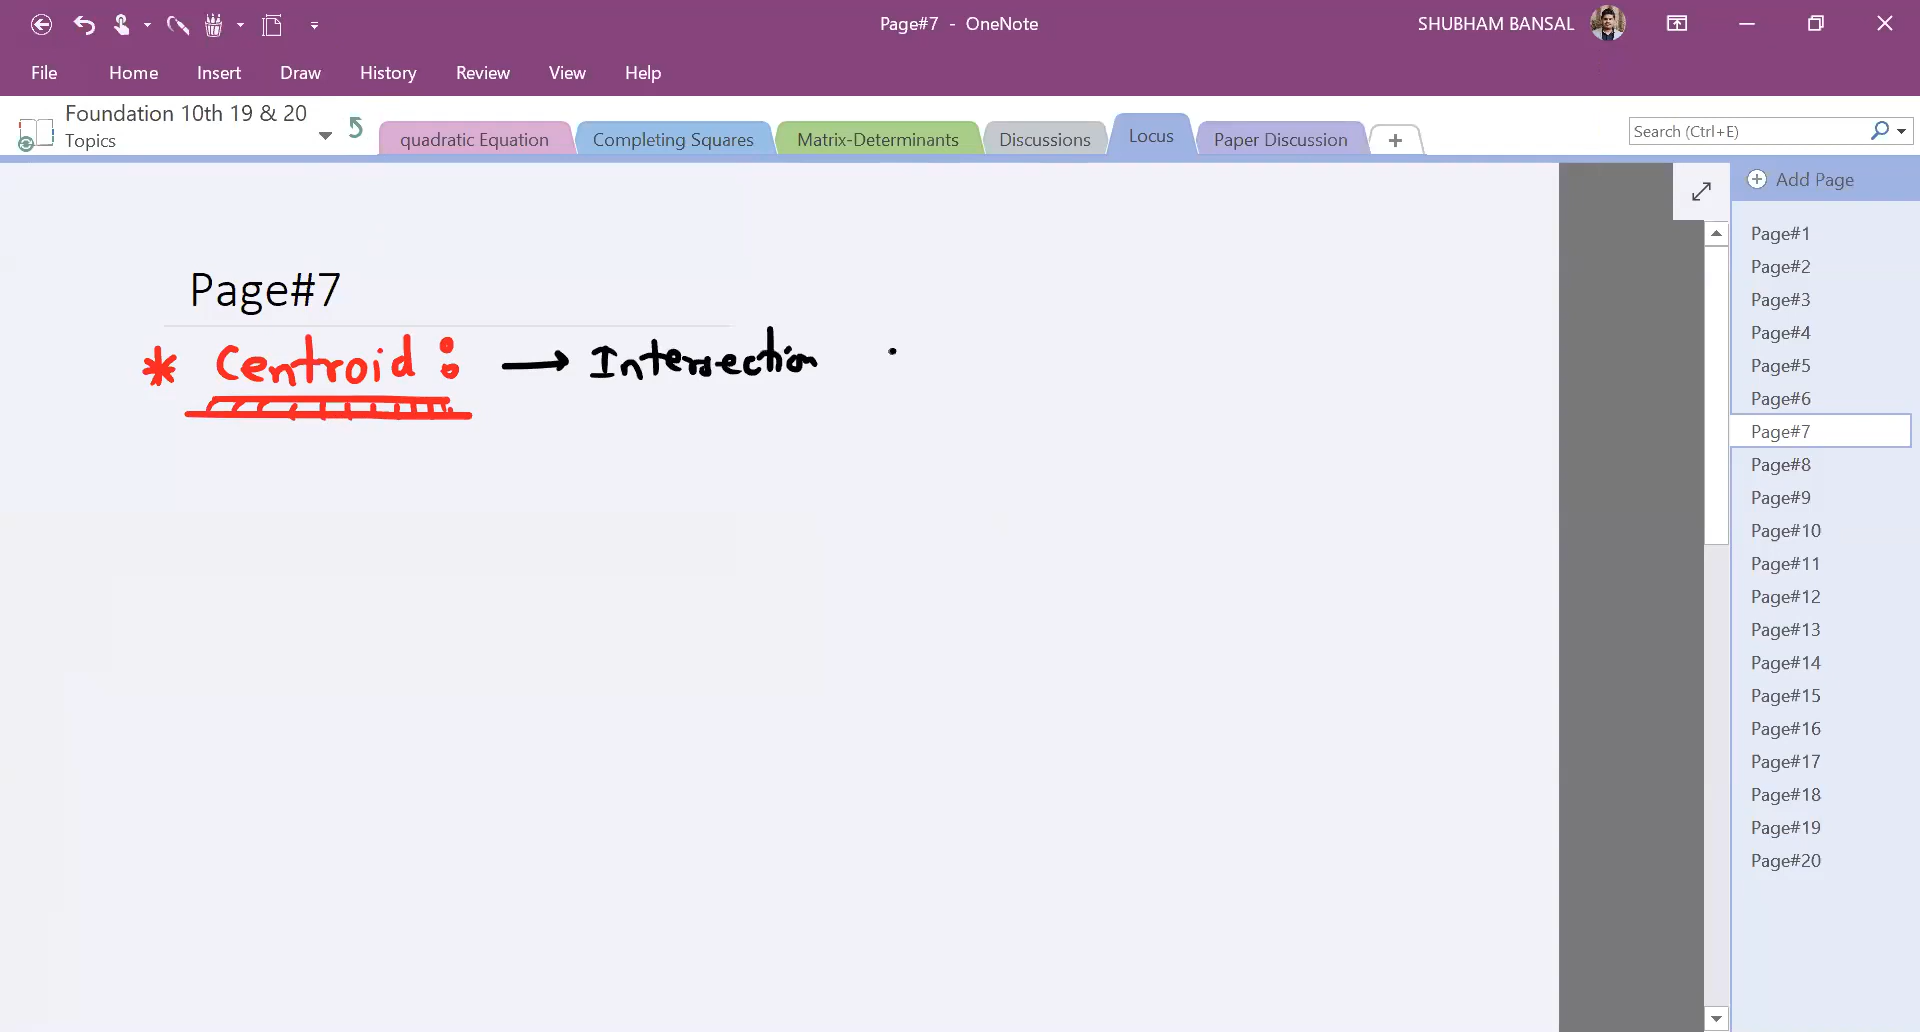 Page#7 - OneNote
SHUBHAM BANSAL
File Home Insert Draw History Review View Help
Foundation 10th 19 & 20
Topics
quadratic Equation Completing Squares Matrix-Determinants Discussions Locus Paper Discussion +
Search (Ctrl+E)
Add Page
Page#7
* Centroid : → Intersection
Page#1
Page#2
Page#3
Page#4
Page#5
Page#6
Page#7
Page#8
Page#9
Page#10
Page#11
Page#12
Page#13
Page#14
Page#15
Page#16
Page#17
Page#18
Page#19
Page#20